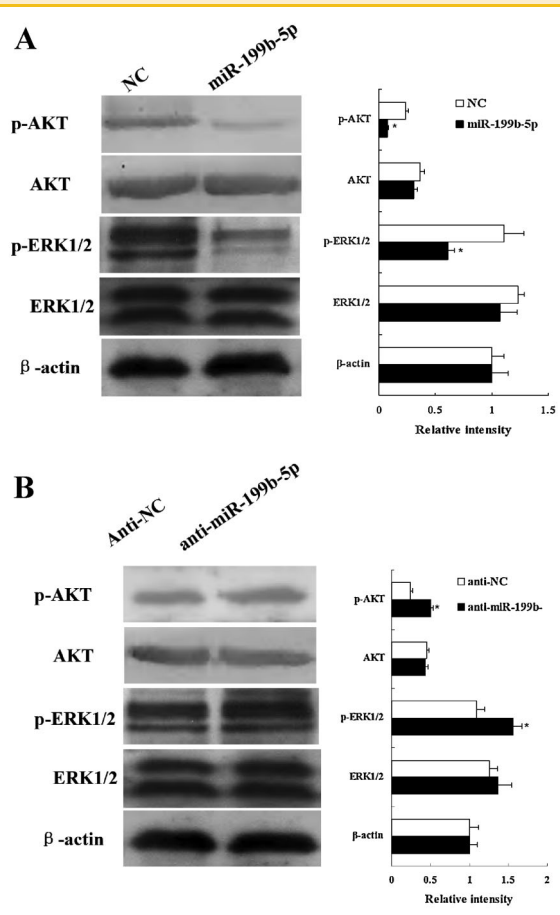 A
NC
miR-199b-5p
p-AKT
AKT
p-ERK1/2
ERK1/2
β-actin
NC
miR-199b-5p
p-AKT
*
AKT
p-ERK1/2
*
ERK1/2
β-actin
0 0.5 1 1.5
Relative intensity
B
Anti-NC
anti-miR-199b-5p
p-AKT
AKT
p-ERK1/2
ERK1/2
β-actin
anti-NC
anti-miR-199b-
p-AKT
*
AKT
p-ERK1/2
*
ERK1/2
β-actin
0 0.5 1 1.5 2
Relative intensity